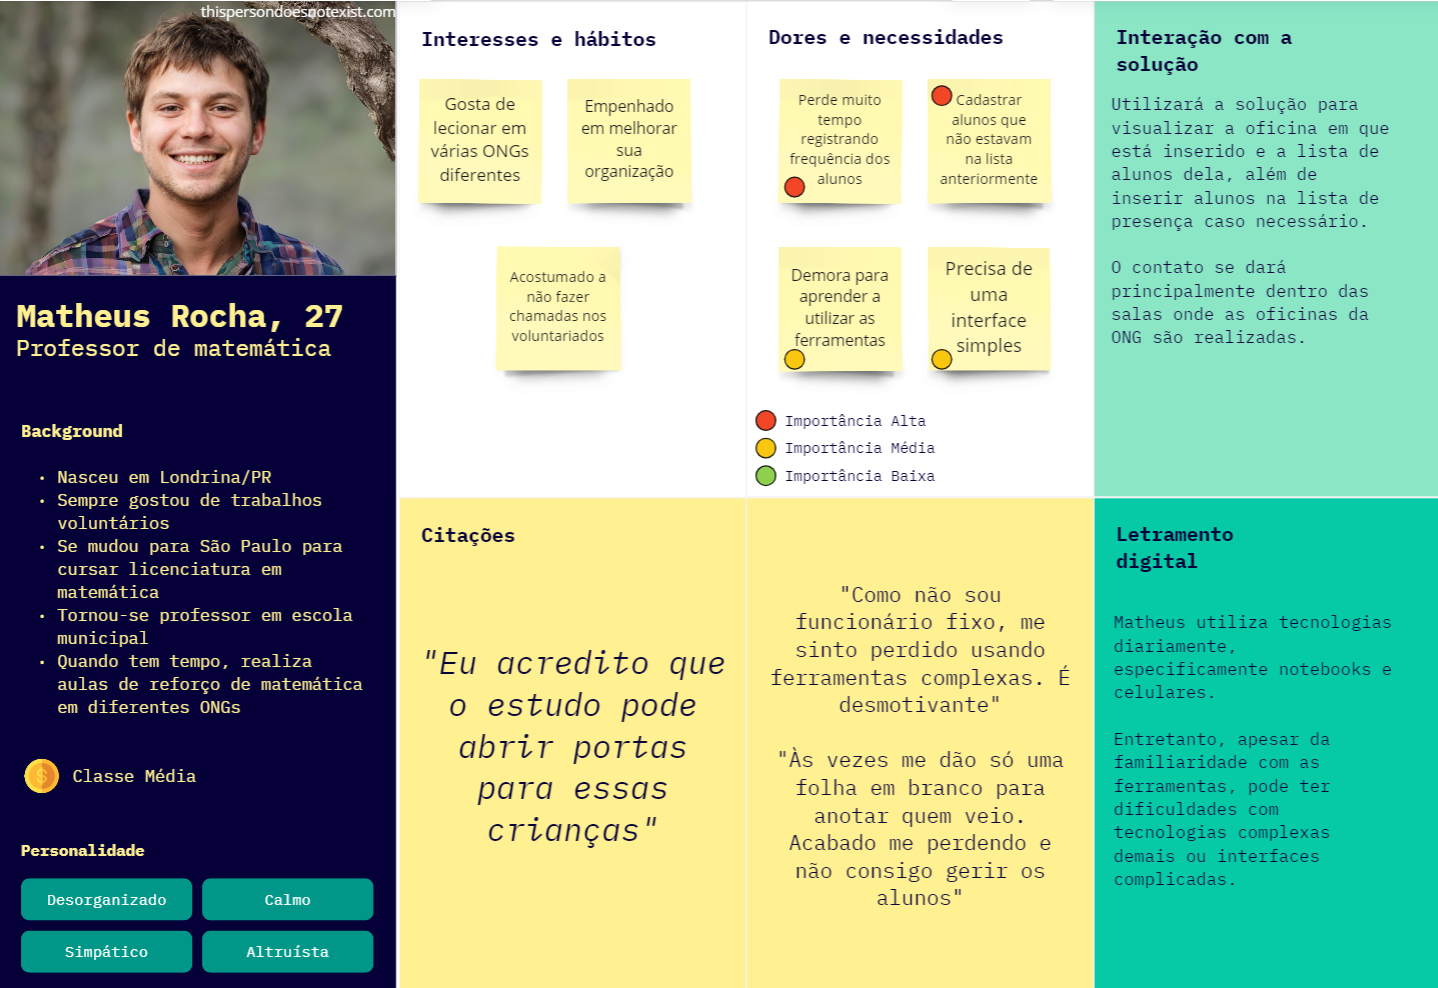 thispersondoesnotexist.com
Matheus Rocha, 27
Professor de matemática
Background
• Nasceu em Londrina/PR
• Sempre gostou de trabalhos
voluntários
• Se mudou para São Paulo para
cursar licenciatura em
matemática
• Tornou-se professor em escola
municipal
• Quando tem tempo, realiza
aulas de reforço de matemática
em diferentes ONGs
$
Classe Média
Personalidade
Desorganizado
Calmo
Simpático
Altruísta
Interesses e hábitos
Gosta de
lecionar em
várias ONGs
diferentes
Empenhado
em melhorar
sua
organização
Acostumado a
não fazer
chamadas nos
voluntariados
Dores e necessidades
Perde muito
tempo
registrando
frequência dos
alunos
Cadastrar
alunos que
não estavam
na lista
anteriormente
Demora para
aprender a
utilizar as
ferramentas
Precisa de
uma
interface
simples
Importância Alta
Importância Média
Importância Baixa
Interação com a
solução
Utilizará a solução para
visualizar a oficina em que
está inserido e a lista de
alunos dela, além de
inserir alunos na lista de
presença caso necessário.
O contato se dará
principalmente dentro das
salas onde as oficinas da
ONG são realizadas.
Citações
"Eu acredito que
o estudo pode
abrir portas
para essas
crianças"
"Como não sou
funcionário fixo, me
sinto perdido usando
ferramentas complexas. É
desmotivante"
"Às vezes me dão só uma
folha em branco para
anotar quem veio.
Acabado me perdendo e
não consigo gerir os
alunos"
Letramento
digital
Matheus utiliza tecnologias
diariamente,
especificamente notebooks e
celulares.
Entretanto, apesar da
familiaridade com as
ferramentas, pode ter
dificuldades com
tecnologias complexas
demais ou interfaces
complicadas.